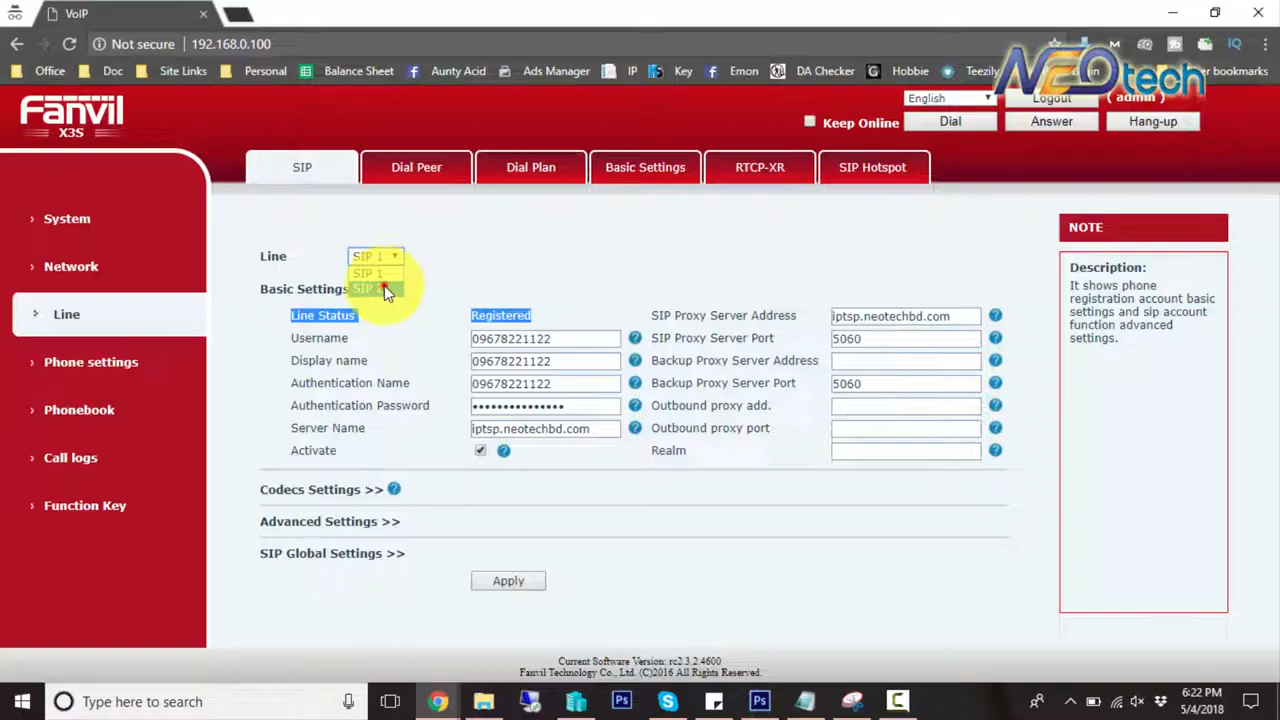 VoIP
Not secure
192.168.0.100
Office
Doc
Site Links
Personal
Balance Sheet
Aunty Acid
Ads Manager
IP
Key
Emon
DA Checker
Hobbie
Teezily
r bookmarks
NEOtech
Fanvil
X3S
English
Logout
( admin )
Keep Online
Dial
Answer
Hang-up
SIP
Dial Peer
Dial Plan
Basic Settings
RTCP-XR
SIP Hotspot
System
Network
Line
Phone settings
Phonebook
Call logs
Function Key
Line
SIP 1
SIP 1
SIP
Basic Settings
Line Status
Registered
SIP Proxy Server Address
iptsp.neotechbd.com
Username
09678221122
SIP Proxy Server Port
5060
Display name
09678221122
Backup Proxy Server Address
Authentication Name
09678221122
Backup Proxy Server Port
5060
Authentication Password
•••••••••••••••
Outbound proxy add.
Server Name
iptsp.neotechbd.com
Outbound proxy port
Activate
Realm
Codecs Settings >>
Advanced Settings >>
SIP Global Settings >>
Apply
NOTE
Description:
It shows phone
registration account basic
settings and sip account
function advanced
settings.
Current Software Version: rc2.3.2.4600
Fanvil Technology Co., Ltd. (C)2016 All Rights Reserved.
Type here to search
6:22 PM
5/4/2018